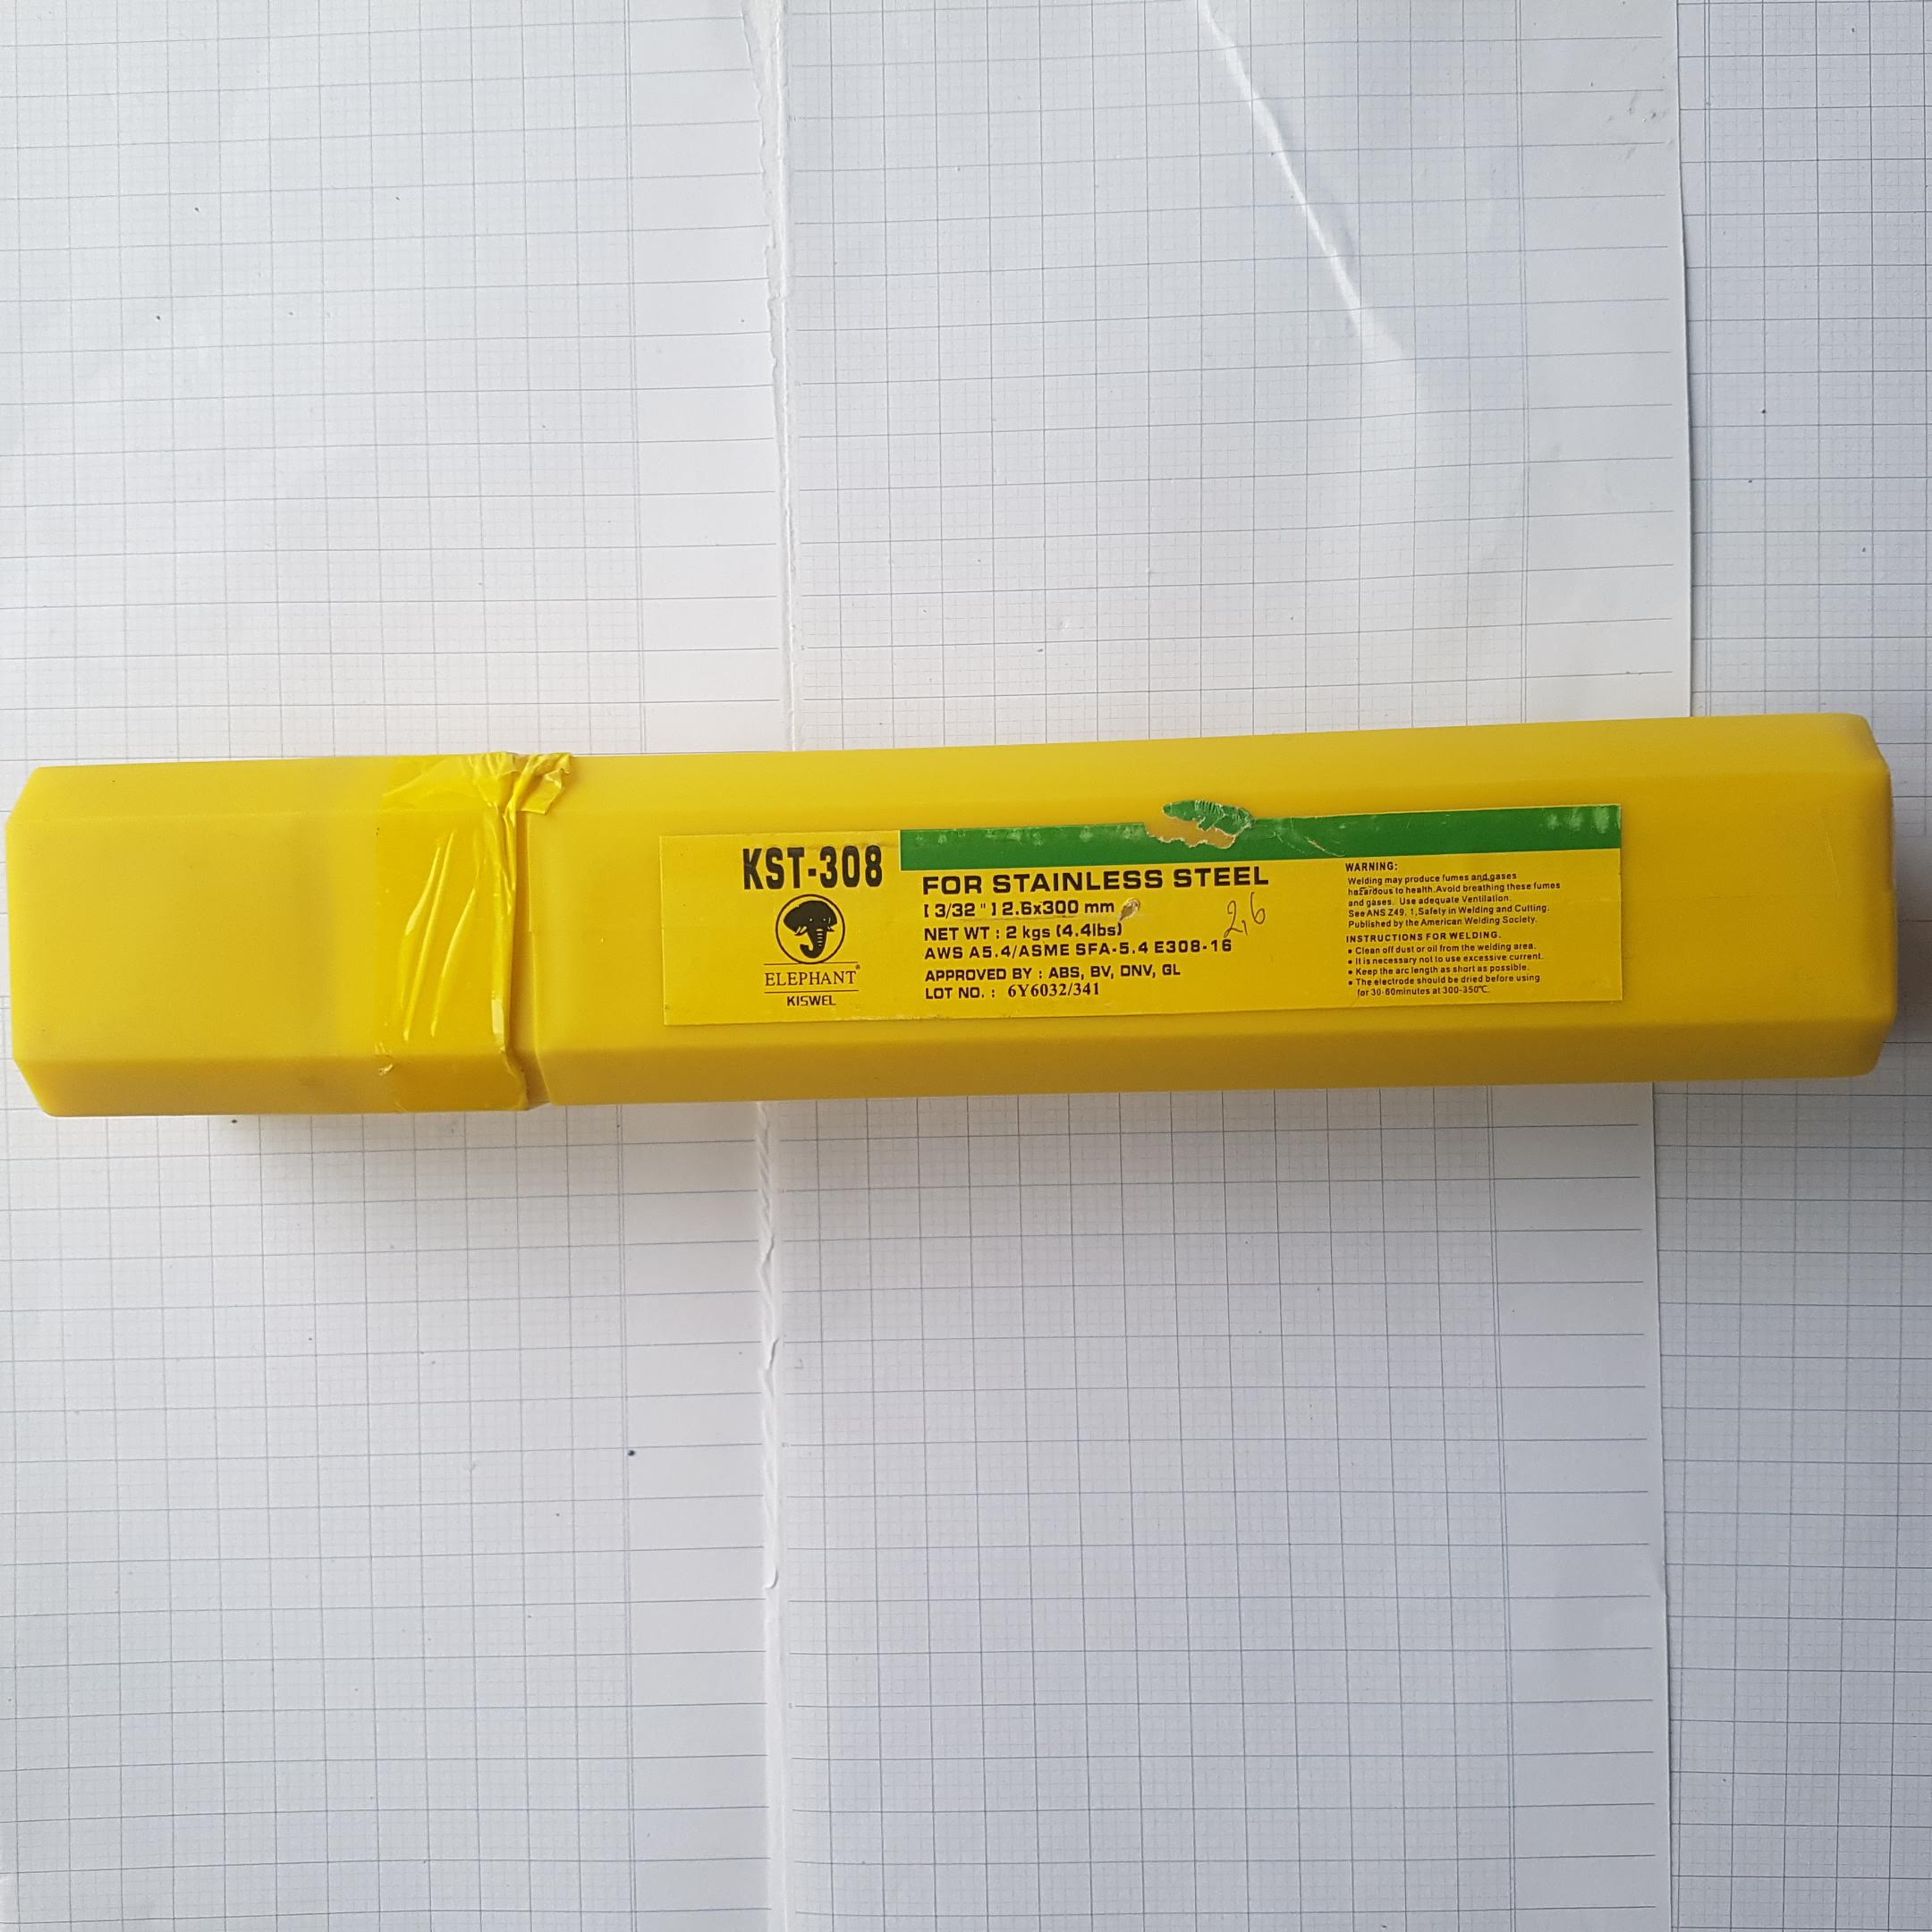 KST-308
ELEPHANT®
KISWEL
FOR STAINLESS STEEL
[ 3/32 " ] 2.6x300 mm
2,6
NET WT : 2 kgs (4.4lbs)
AWS A5.4/ASME SFA-5.4 E308-16
APPROVED BY : ABS, BV, DNV, GL
LOT NO. : 6Y6032/341
WARNING:
Welding may produce fumes and gases
hazardous to health.Avoid breathing these fumes
and gases. Use adequate Ventilation.
See ANS Z49. 1,Safety in Welding and Cutting.
Published by the American Welding Society.
INSTRUCTIONS FOR WELDING.
• Clean off dust or oil from the welding area.
• It is necessary not to use excessive current.
• Keep the arc length as short as possible.
• The electrode should be dried before using
for 30-60minutes at 300-350℃.